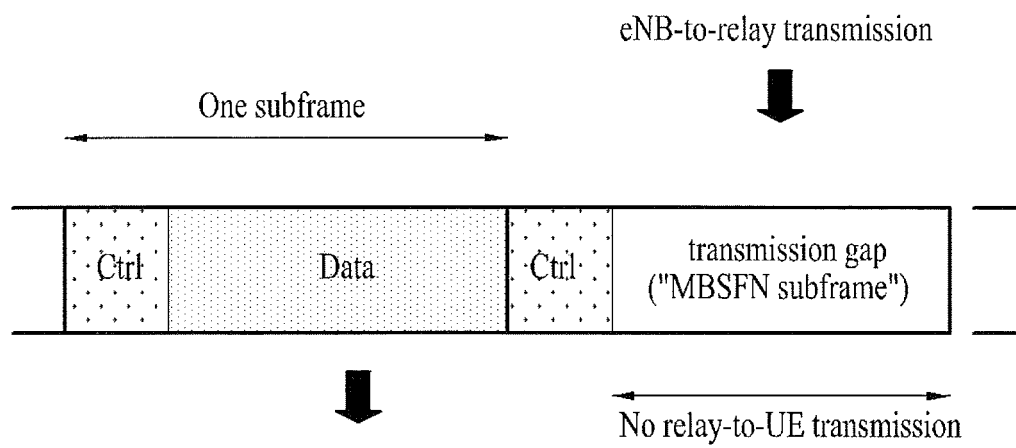 eNB-to-relay transmission
One subframe
Ctrl
Data
Ctrl
transmission gap
("MBSFN subframe")
No relay-to-UE transmission